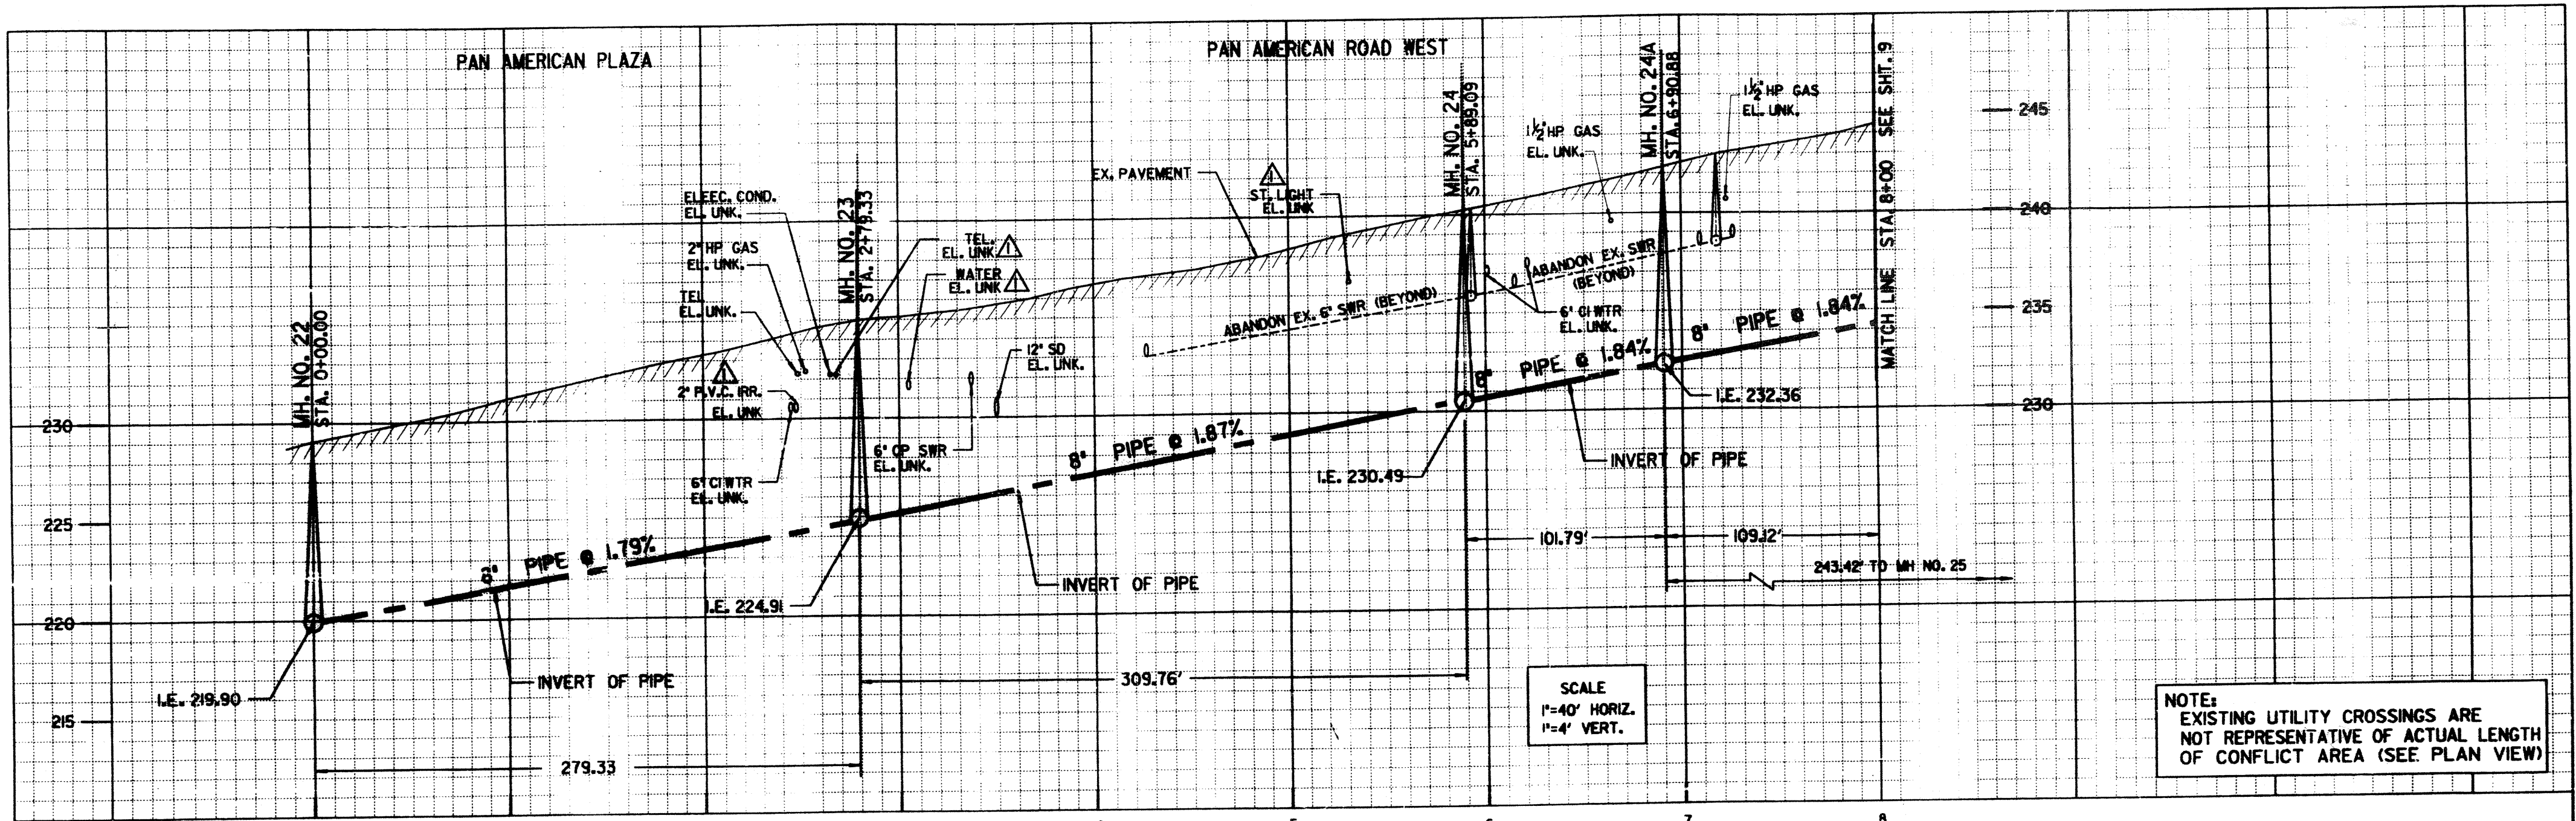 PAN AMERICAN PLAZA
PAN AMERICAN ROAD WEST
MH. NO. 22
STA. 0+00.00
MH. NO. 23
STA. 2+79.33
MH. NO. 24
STA. 5+89.09
MH. NO. 24A
STA. 6+90.88
MATCH LINE STA. 8+00 SEE SHT. 9
1½" HP GAS
EL. UNK.
1½" HP GAS
EL. UNK.
EX. PAVEMENT
ST. LIGHT
EL. UNK
ELEEC. COND.
EL. UNK.
2" HP GAS
EL. UNK.
TEL
EL. UNK.
TEL.
EL. UNK
WATER
EL. UNK
2" P.V.C. IRR.
EL. UNK
6" CI WTR
EL. UNK.
12" SD
EL. UNK.
6" CP SWR
EL. UNK.
ABANDON EX. 6" SWR (BEYOND)
ABANDON EX. SWR
(BEYOND)
6" CI WTR
EL. UNK.
8" PIPE @ 1.79%
8" PIPE @ 1.87%
8" PIPE @ 1.84%
8" PIPE @ 1.84%
I.E. 219.90
I.E. 224.91
I.E. 230.49
I.E. 232.36
INVERT OF PIPE
INVERT OF PIPE
INVERT OF PIPE
230
225
220
215
245
240
235
230
279.33
309.76'
101.79'
109.12'
243.42' TO MH NO. 25
SCALE
1"=40' HORIZ.
1"=4' VERT.
NOTE:
EXISTING UTILITY CROSSINGS ARE
NOT REPRESENTATIVE OF ACTUAL LENGTH
OF CONFLICT AREA (SEE PLAN VIEW)
7
8